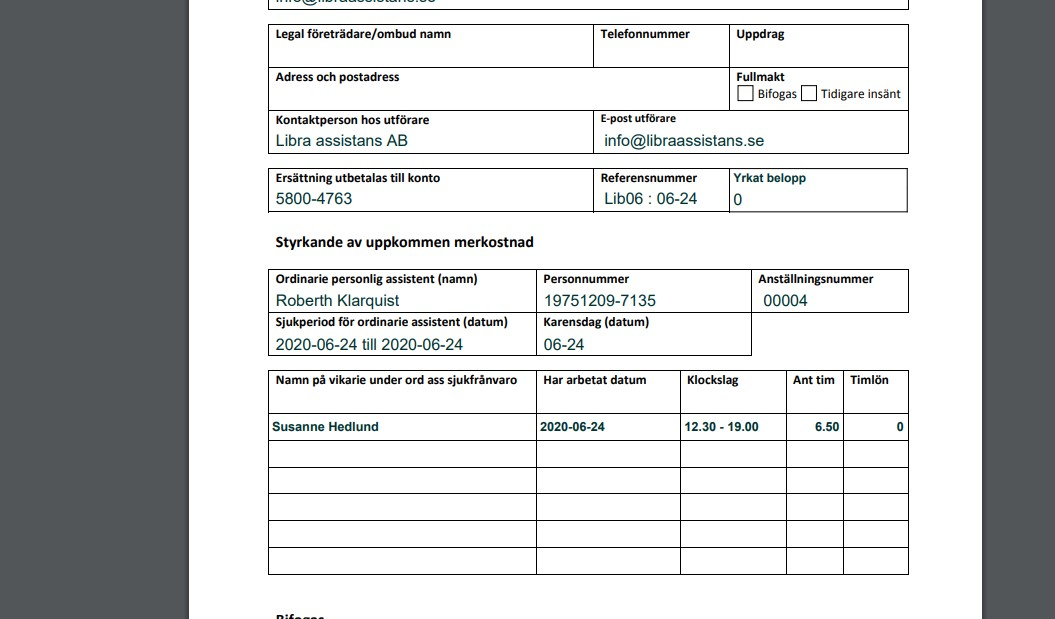 info@libraassistans.se
Legal företrädare/ombud namn Telefonnummer Uppdrag
Adress och postadress Fullmakt
Bifogas Tidigare insänt
Kontaktperson hos utförare E-post utförare
Libra assistans AB info@libraassistans.se
Ersättning utbetalas till konto Referensnummer Yrkat belopp
5800-4763 Lib06 : 06-24 0
Styrkande av uppkommen merkostnad
Ordinarie personlig assistent (namn) Personnummer Anställningsnummer
Roberth Klarquist 19751209-7135 00004
Sjukperiod för ordinarie assistent (datum) Karensdag (datum)
2020-06-24 till 2020-06-24 06-24
Namn på vikarie under ord ass sjukfrånvaro Har arbetat datum Klockslag Ant tim Timlön
Susanne Hedlund 2020-06-24 12.30 - 19.00 6.50 0
Bifogas